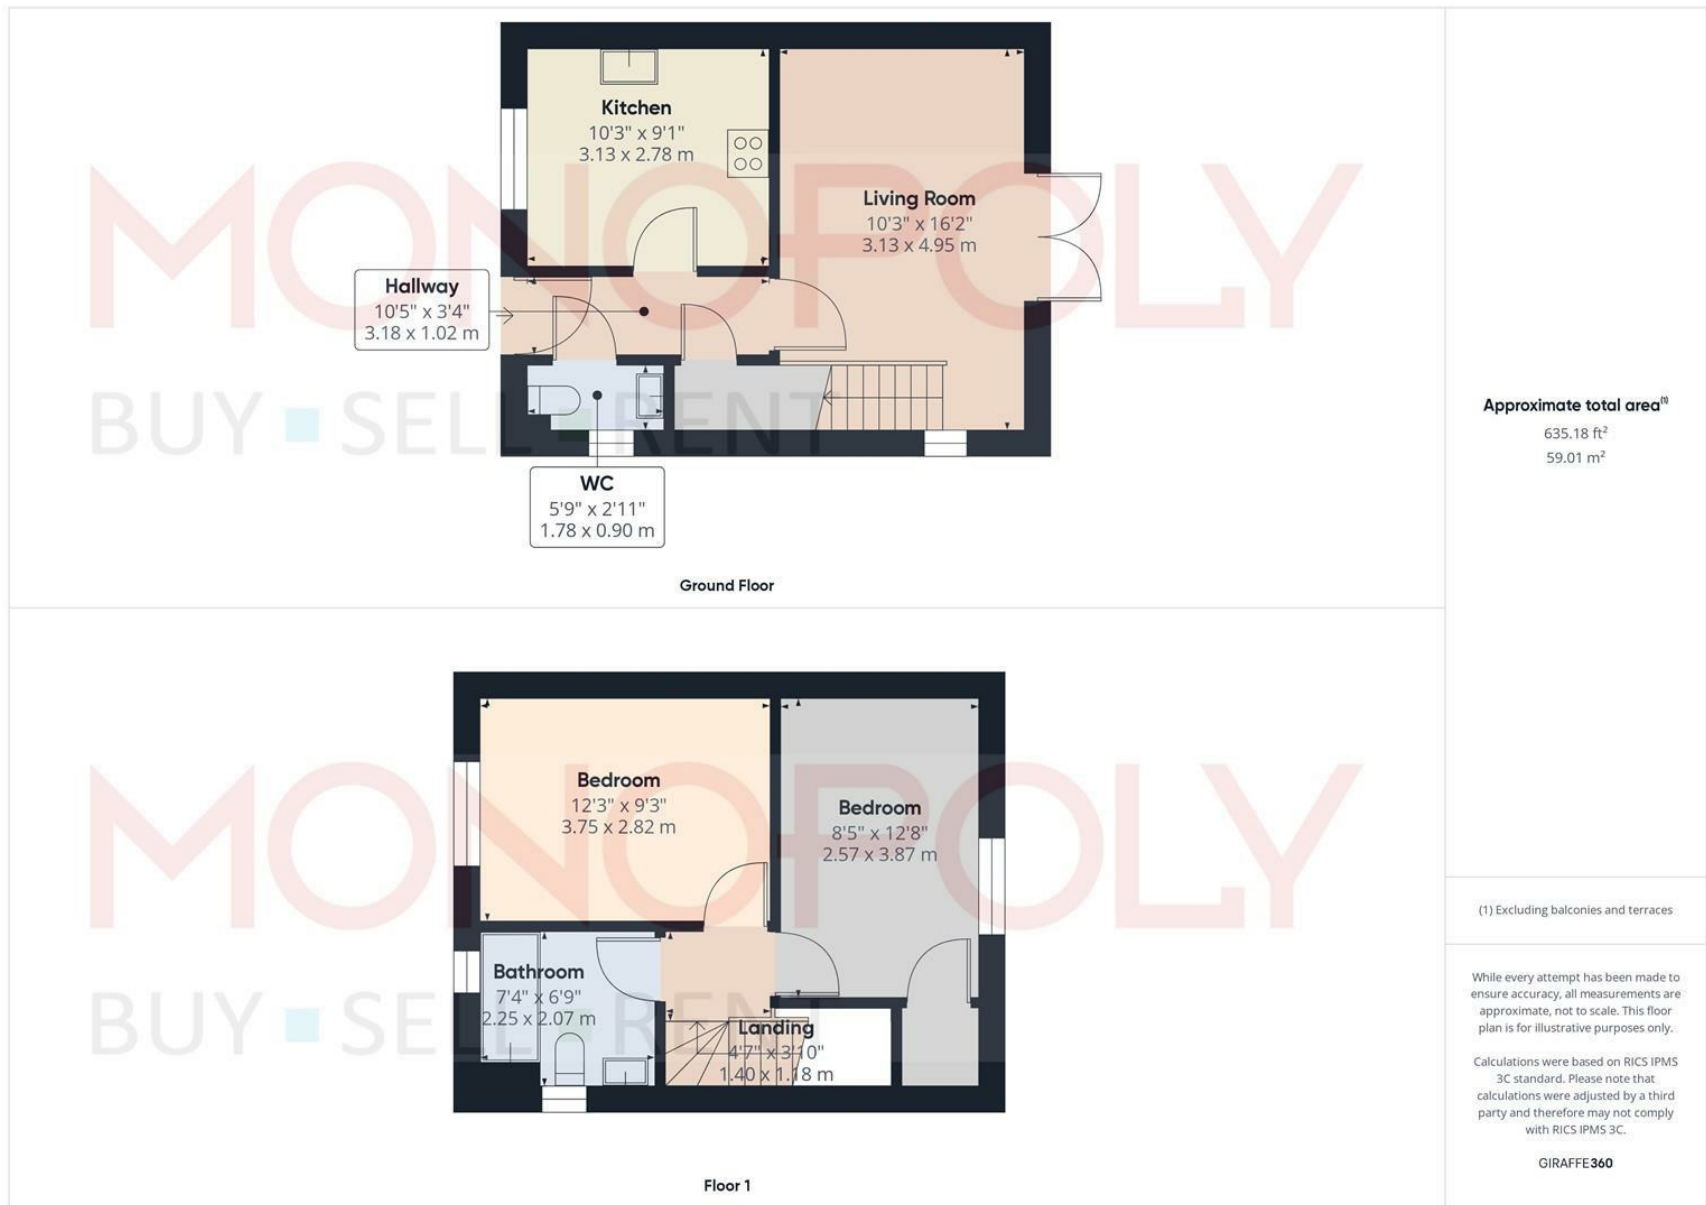 Kitchen
10'3" x 9'1"
3.13 x 2.78 m
Living Room
10'3" x 16'2"
3.13 x 4.95 m
Hallway
10'5" x 3'4"
3.18 x 1.02 m
WC
5'9" x 2'11"
1.78 x 0.90 m
MONOPOLY
BUY SELL RENT
Ground Floor
Bedroom
12'3" x 9'3"
3.75 x 2.82 m
Bedroom
8'5" x 12'8"
2.57 x 3.87 m
Bathroom
7'4" x 6'9"
2.25 x 2.07 m
Landing
4'7" x 3'10"
1.40 x 1.18 m
MONOPOLY
BUY SELL RENT
Floor 1
Approximate total area(1)
635.18 ft²
59.01 m²
(1) Excluding balconies and terraces
While every attempt has been made to
ensure accuracy, all measurements are
approximate, not to scale. This floor
plan is for illustrative purposes only.
Calculations were based on RICS IPMS
3C standard. Please note that
calculations were adjusted by a third
party and therefore may not comply
with RICS IPMS 3C.
GIRAFFE360